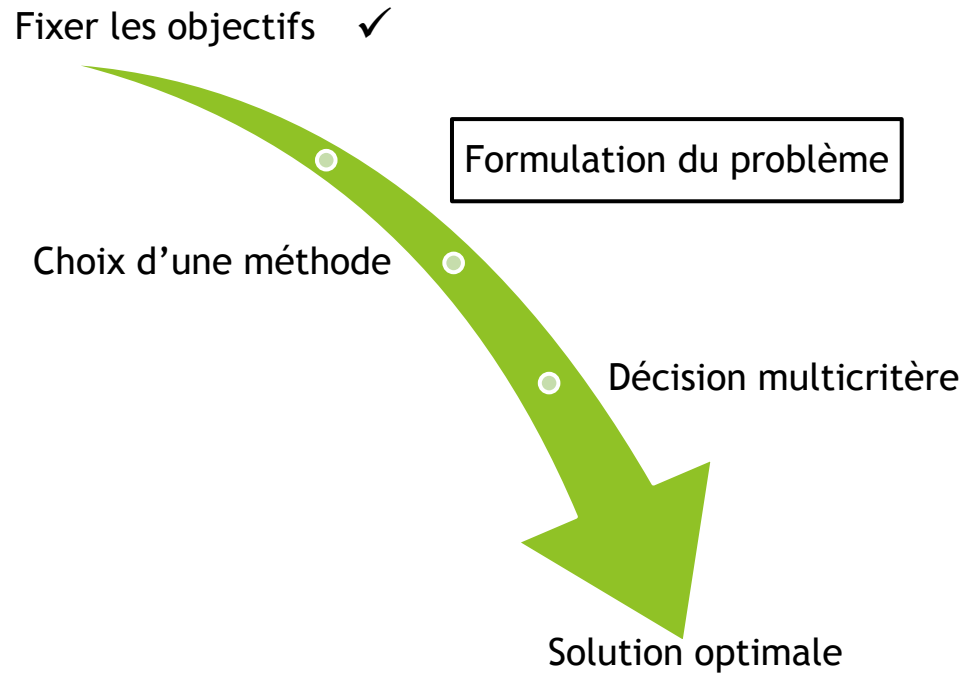 Fixer les objectifs ✓
Formulation du problème
Choix d’une méthode
Décision multicritère
Solution optimale